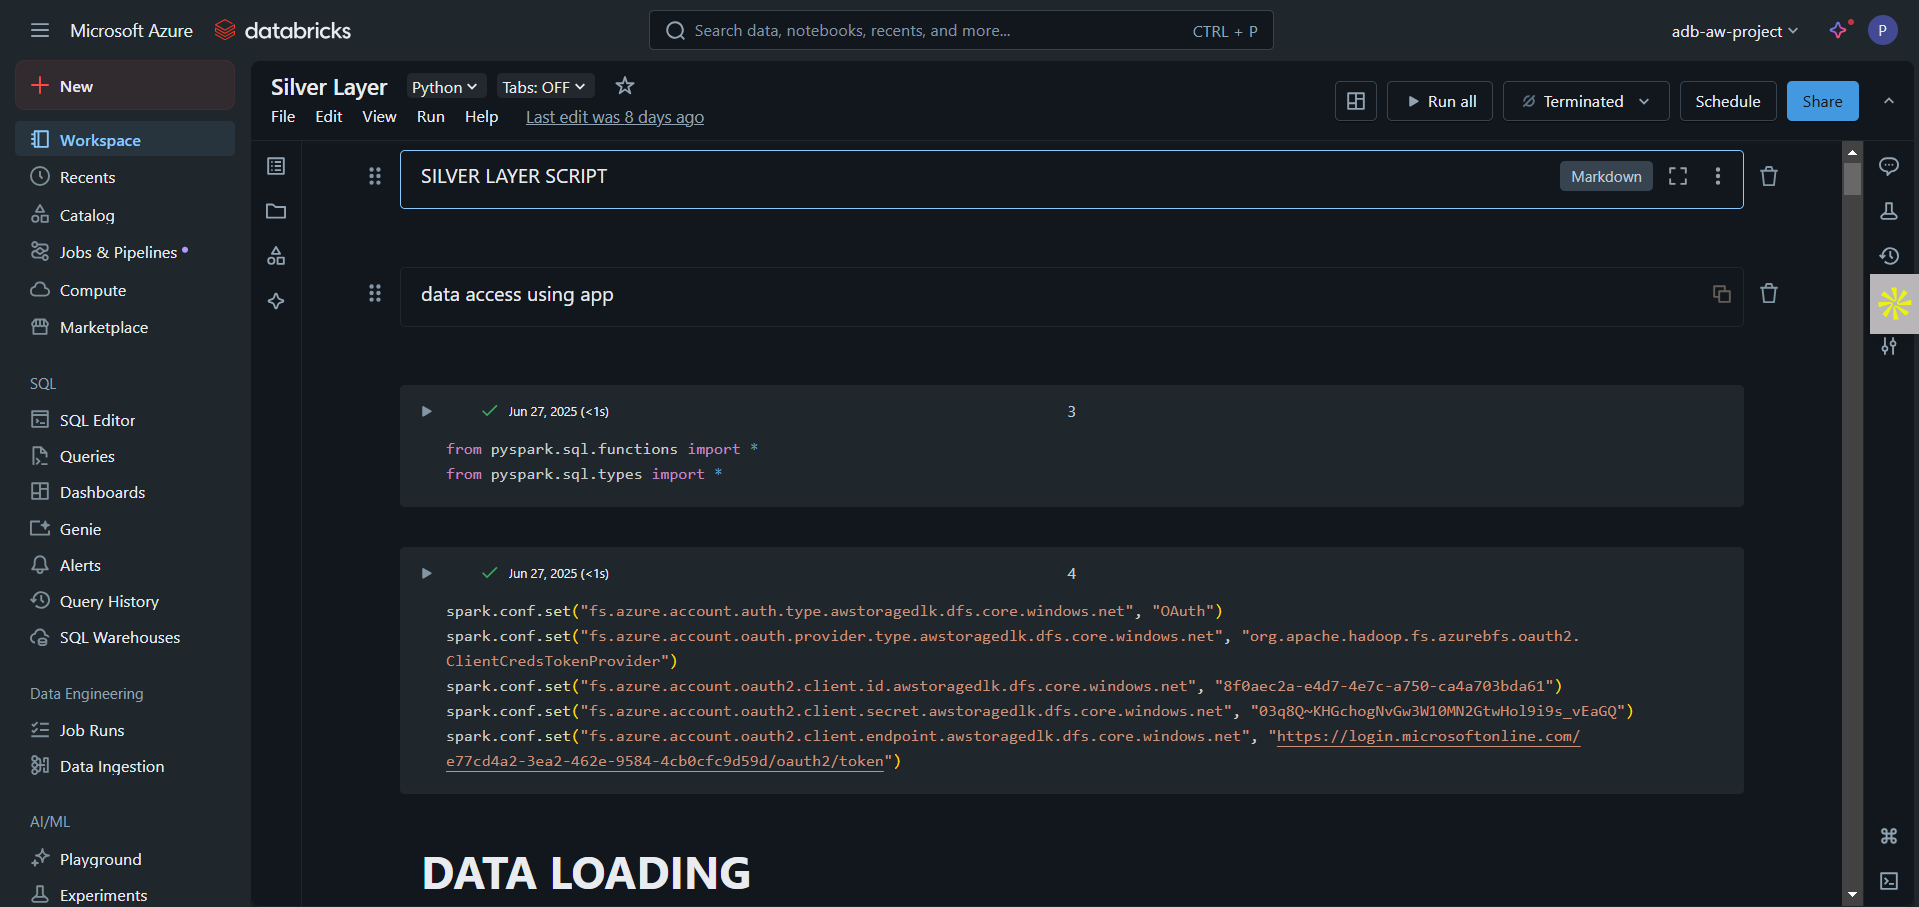 Microsoft Azure
databricks
Search data, notebooks, recents, and more...
CTRL + P
adb-aw-project
P
New
Workspace
Recents
Catalog
Jobs & Pipelines
Compute
Marketplace
SQL
SQL Editor
Queries
Dashboards
Genie
Alerts
Query History
SQL Warehouses
Data Engineering
Job Runs
Data Ingestion
AI/ML
Playground
Experiments
Silver Layer
Python
Tabs: OFF
File Edit View Run Help Last edit was 8 days ago
Run all
Terminated
Schedule
Share
SILVER LAYER SCRIPT
Markdown
data access using app
Jun 27, 2025 (<1s)
3
from pyspark.sql.functions import *
from pyspark.sql.types import *
Jun 27, 2025 (<1s)
4
spark.conf.set("fs.azure.account.auth.type.awstoragedlk.dfs.core.windows.net", "OAuth")
spark.conf.set("fs.azure.account.oauth.provider.type.awstoragedlk.dfs.core.windows.net", "org.apache.hadoop.fs.azurebfs.oauth2.
ClientCredsTokenProvider")
spark.conf.set("fs.azure.account.oauth2.client.id.awstoragedlk.dfs.core.windows.net", "8f0aec2a-e4d7-4e7c-a750-ca4a703bda61")
spark.conf.set("fs.azure.account.oauth2.client.secret.awstoragedlk.dfs.core.windows.net", "03q8Q~KHGchogNvGw3W10MN2GtwHol9i9s_vEaGQ")
spark.conf.set("fs.azure.account.oauth2.client.endpoint.awstoragedlk.dfs.core.windows.net", "https://login.microsoftonline.com/
e77cd4a2-3ea2-462e-9584-4cb0cfc9d59d/oauth2/token")
DATA LOADING